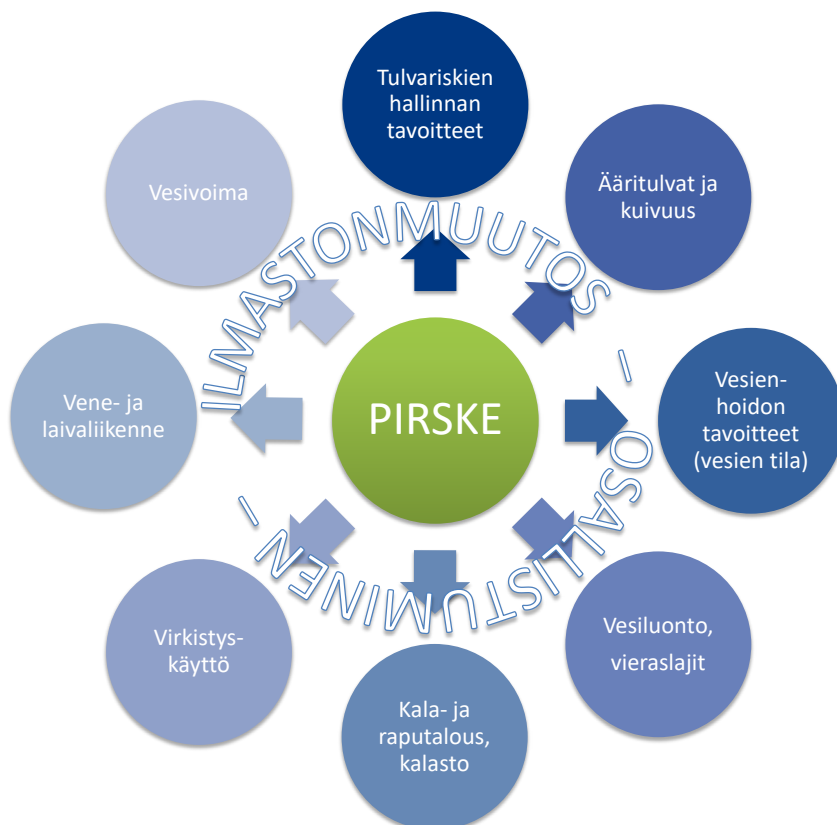 Tulvariskien
hallinnan
tavoitteet
Ääritulvat ja
kuivuus
Vesien-
hoidon
tavoitteet
(vesien tila)
Vesiluonto,
vieraslajit
Kala- ja
raputalous,
kalasto
Virkistys-
käyttö
Vene- ja
laivaliikenne
Vesivoima
ILMASTONMUUTOS – OSALLISTUMINEN –
PIRSKE